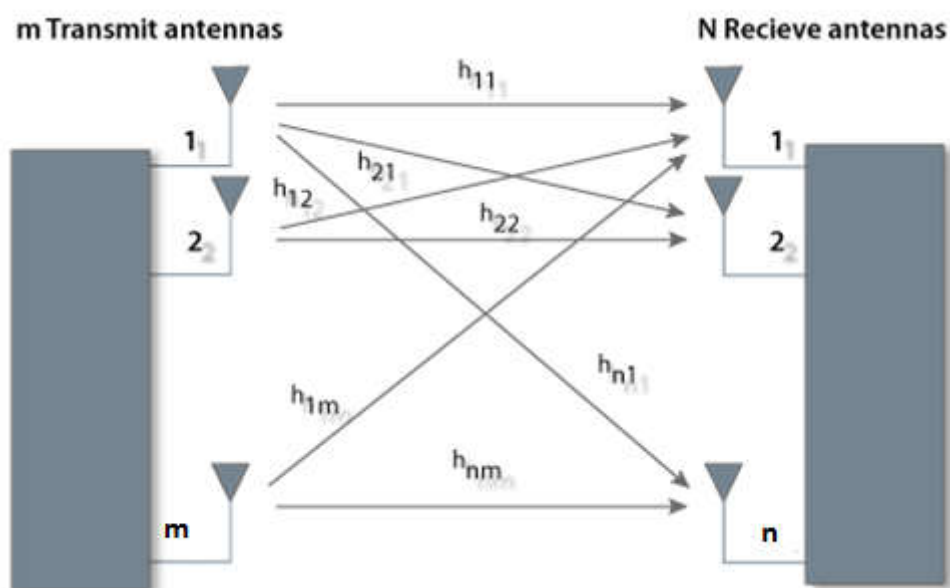 m Transmit antennas
N Recieve antennas
h11
1
1
h21
h12
h22
2
2
hn1
h1m
hnm
m
n